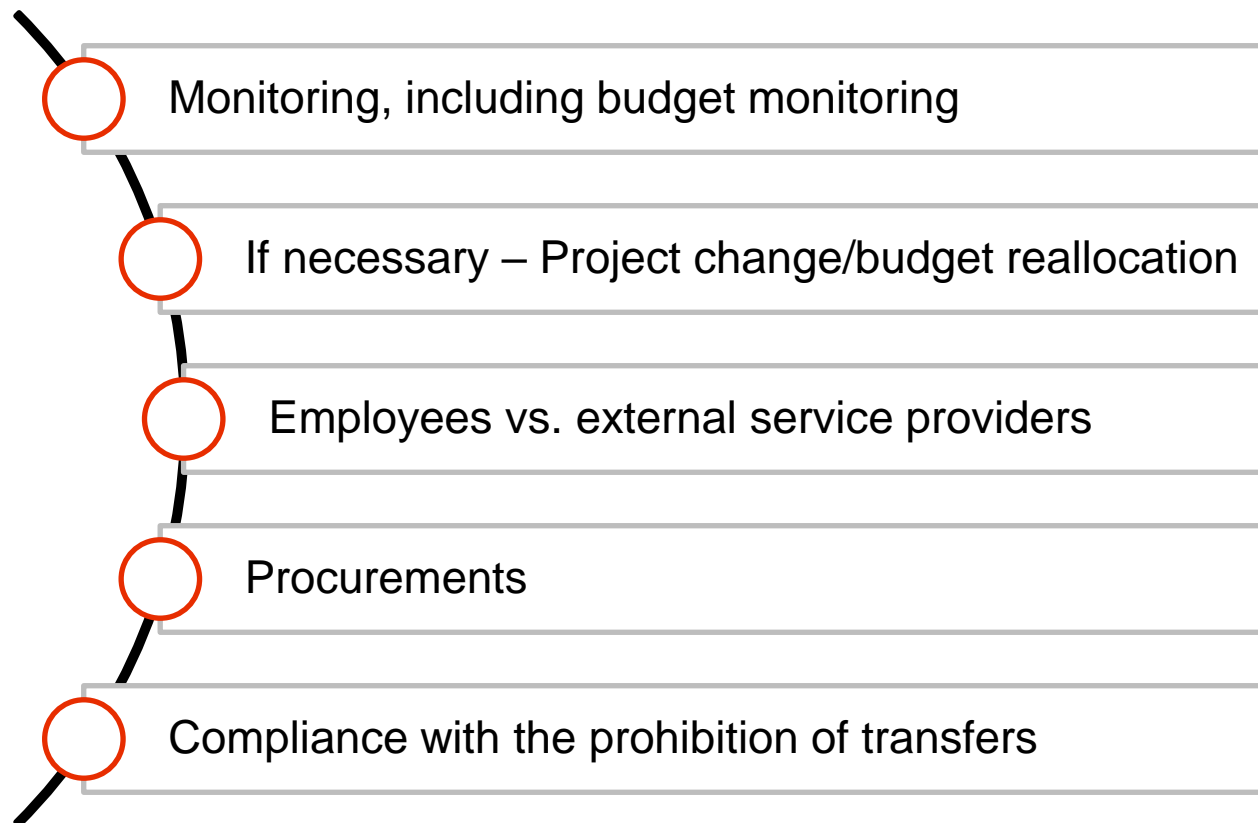 Monitoring, including budget monitoring
If necessary – Project change/budget reallocation
Employees vs. external service providers
Procurements
Compliance with the prohibition of transfers